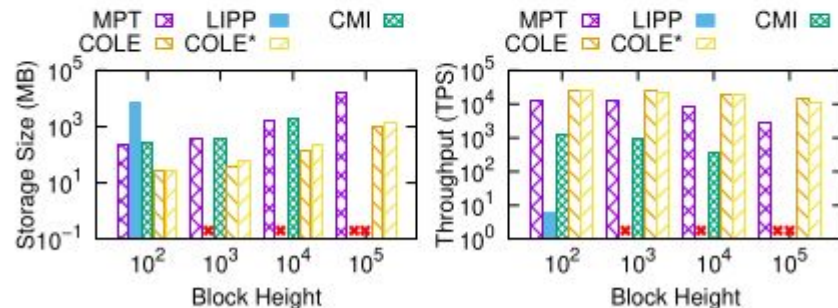 MPT LIPP CMI
COLE COLE*
Storage Size (MB)
10^5
10^3
10^1
10^-1
10^2 10^3 10^4 10^5
Block Height
MPT LIPP CMI
COLE COLE*
Throughput (TPS)
10^5
10^4
10^3
10^2
10^1
10^0
10^2 10^3 10^4 10^5
Block Height